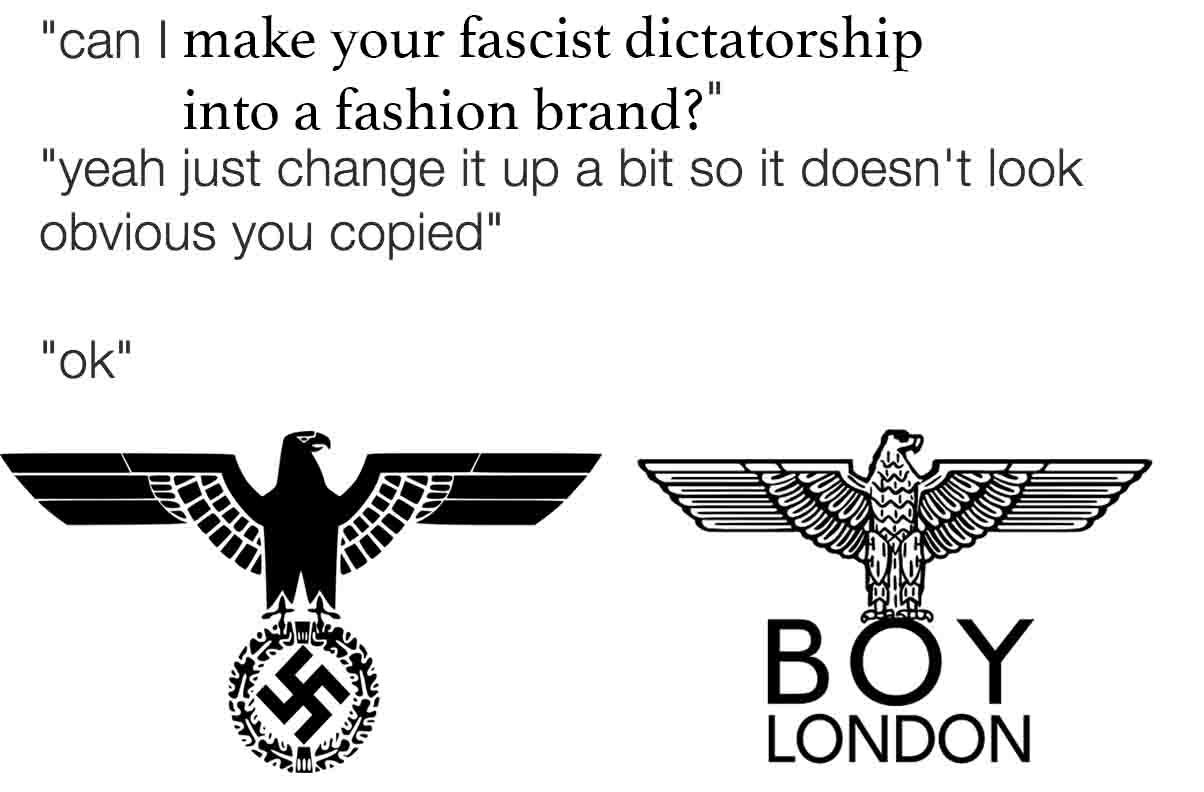 "can I make your fascist dictatorship
into a fashion brand?"
"yeah just change it up a bit so it doesn't look
obvious you copied"
"ok"
BOY
LONDON